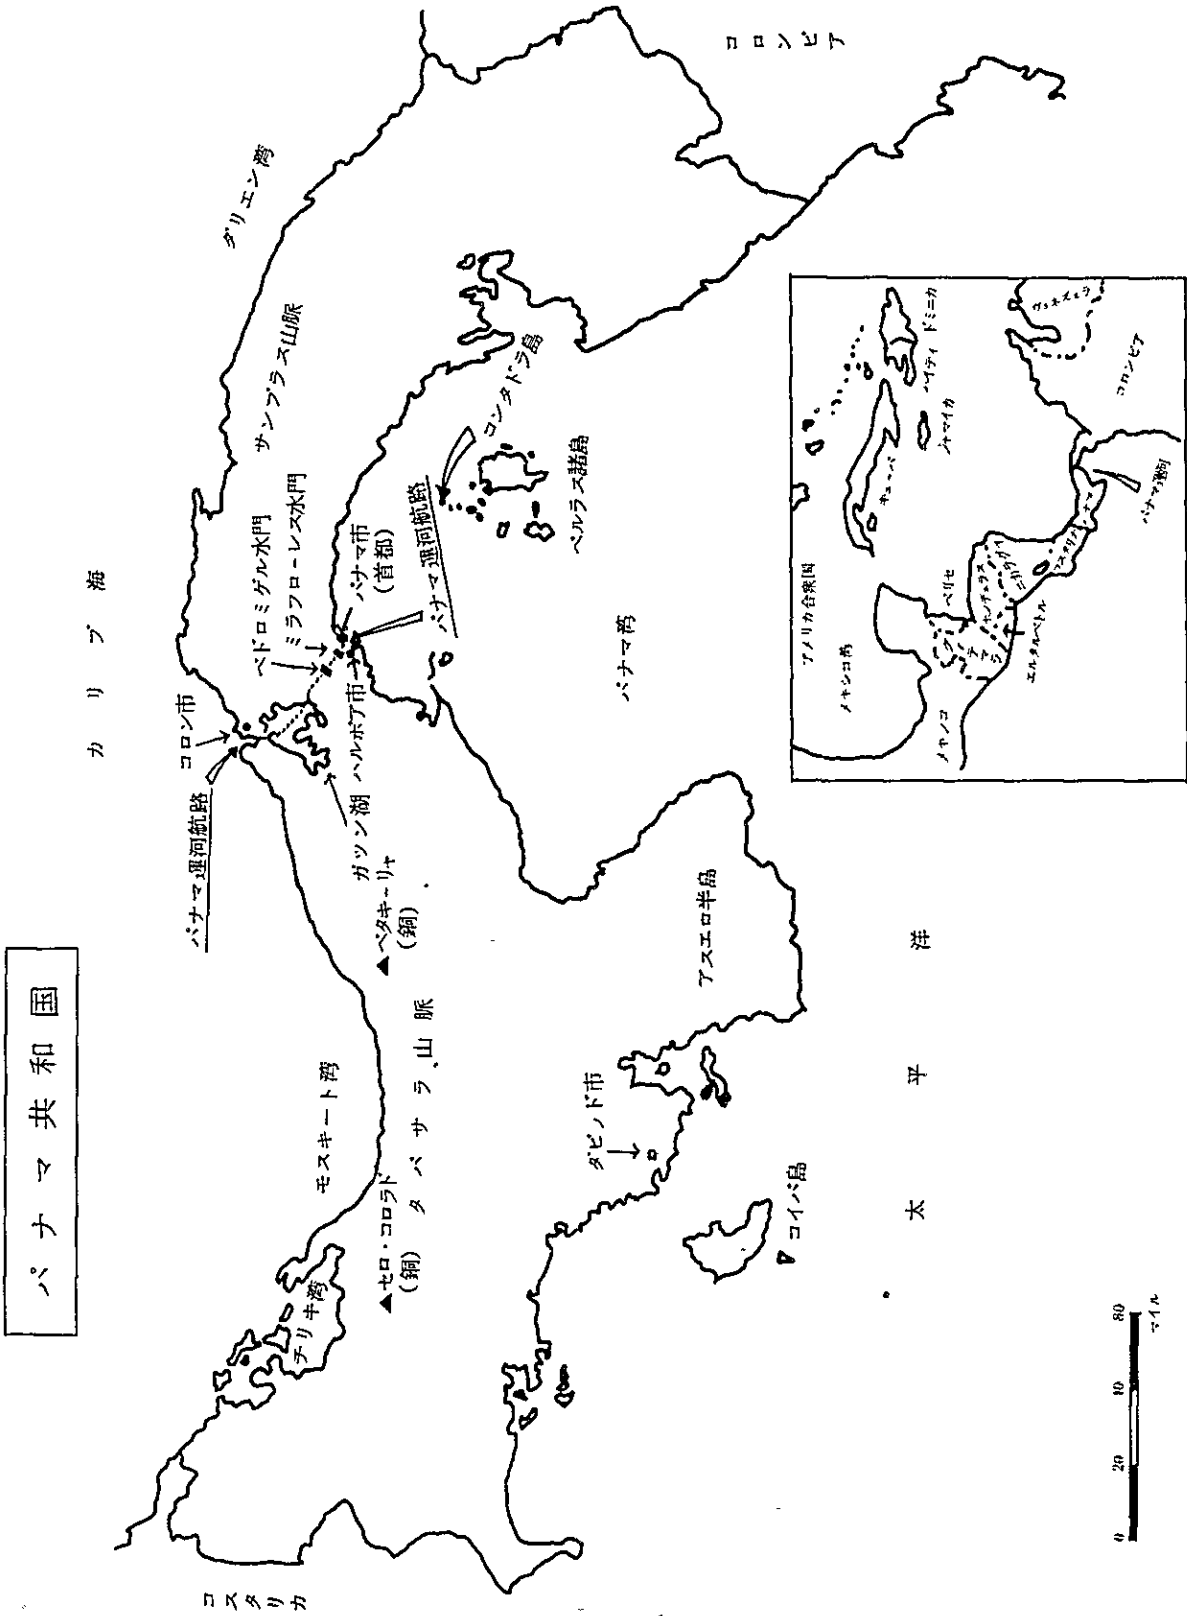 パナマ共和国
カリブ海
コロン市
パナマ運河航路
ペドロミゲル水門
ミラフローレス水門
サンブラス山脈
ダリエン湾
コロンビア
パナマ市
(首都)
パナマ運河航路
コンタドラ島
ペルラス諸島
パナマ湾
ハルボア市
ガツン湖
▲ペタキーリャ
(銅)
モスキート湾
タバサラ山脈
▲セロ・コロラド
(銅)
チリキ湾
コスタリカ
アスエロ半島
ダビッド市
コイバ島
太平洋
0 20 40 80
マイル
アメリカ合衆国
メキシコ湾
メキシコ
キューバ
ジャマイカ
ハイティ
ドミニカ
ベリセ
ホンヂュラス
ニカラグァイ
エルサルバドル
コスタリカ
パナマ
パナマ運河
コロンビア